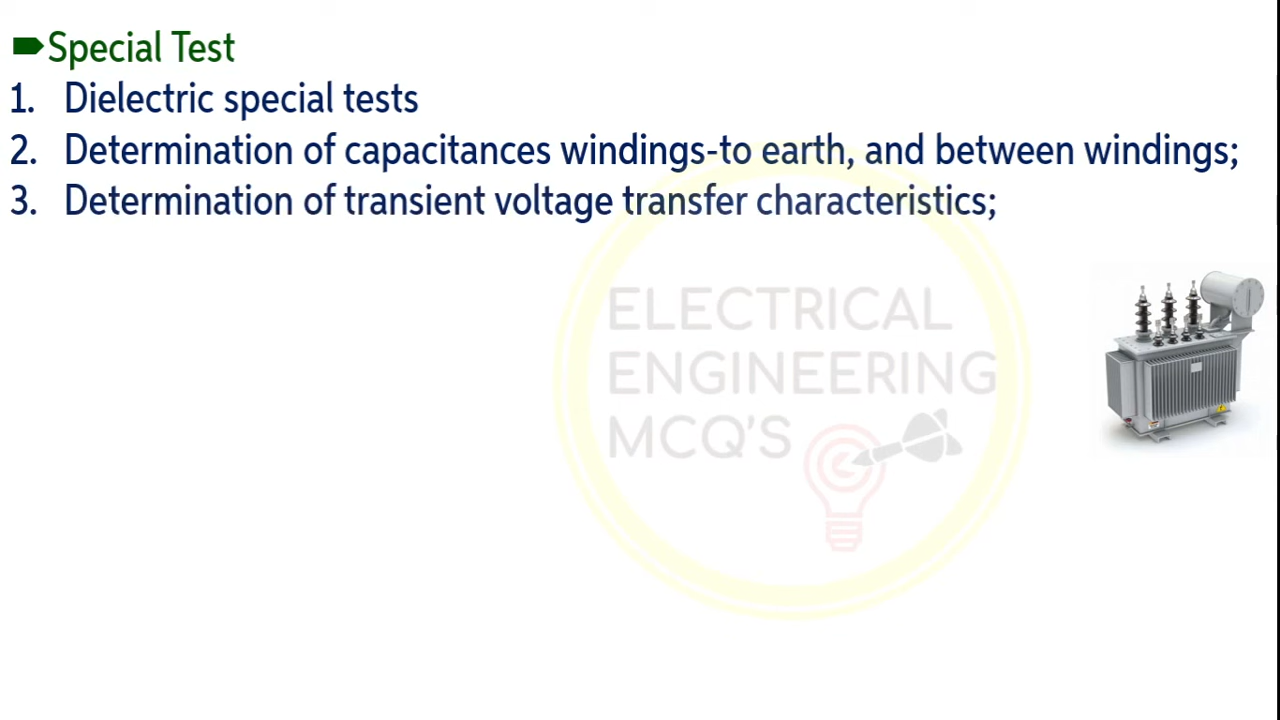 Special Test
1. Dielectric special tests
2. Determination of capacitances windings-to earth, and between windings;
3. Determination of transient voltage transfer characteristics;
ELECTRICAL
ENGINEERING
MCQ'S